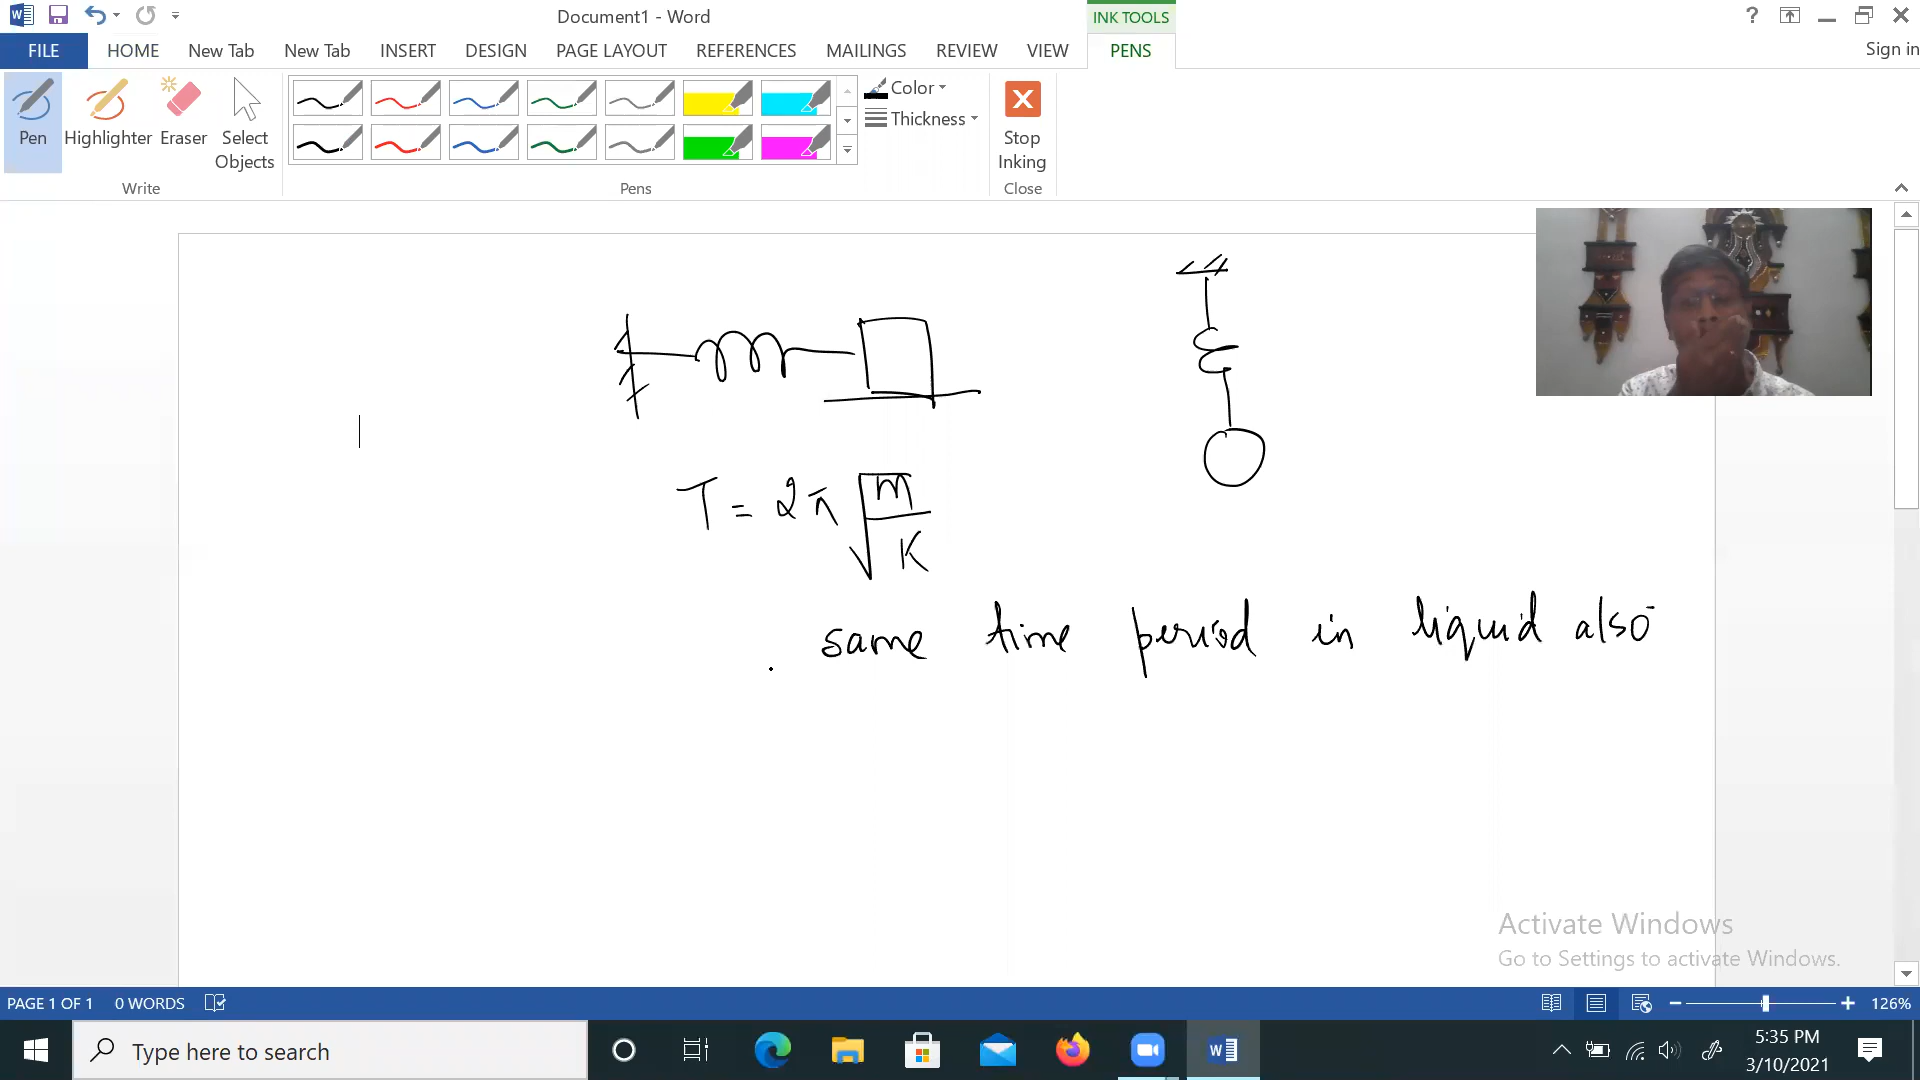 Document1 - Word
INK TOOLS
FILE HOME New Tab New Tab INSERT DESIGN PAGE LAYOUT REFERENCES MAILINGS REVIEW VIEW PENS
Sign in
Pen Highlighter Eraser Select Objects
Color
Thickness
Stop Inking
Write Pens Close
T = 2π √m/K
same time period in liquid also
Activate Windows
Go to Settings to activate Windows.
PAGE 1 OF 1 0 WORDS 126%
Type here to search
5:35 PM
3/10/2021